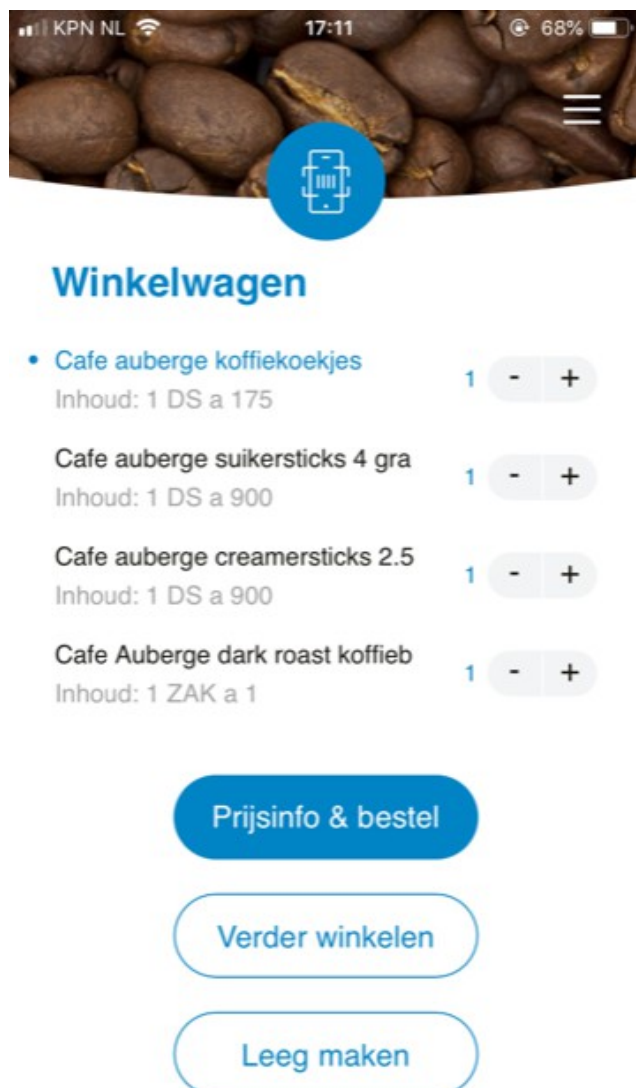 KPN NL 17:11 68%
Winkelwagen
Cafe auberge koffiekoekjes
1 - +
Inhoud: 1 DS a 175
Cafe auberge suikersticks 4 gra
1 - +
Inhoud: 1 DS a 900
Cafe auberge creamersticks 2.5
1 - +
Inhoud: 1 DS a 900
Cafe Auberge dark roast koffieb
1 - +
Inhoud: 1 ZAK a 1
Prijsinfo & bestel
Verder winkelen
Leeg maken